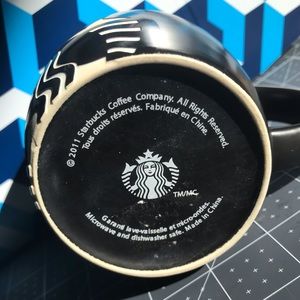 © 2011 Starbucks Coffee Company. All Rights Reserved.
Tous droits réservés. Fabriqué en Chine.
TM/MC
Garanti lave-vaisselle et micro-ondes.
Microwave and dishwasher safe. Made in China.